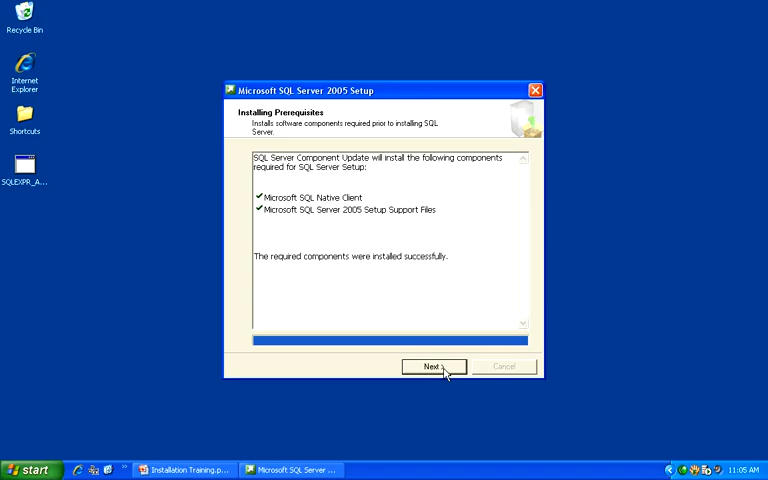 Recycle Bin
Internet
Explorer
Shortcuts
SQLEXPR_A...
Microsoft SQL Server 2005 Setup
Installing Prerequisites
Installs software components required prior to installing SQL
Server.
SQL Server Component Update will install the following components
required for SQL Server Setup:
Microsoft SQL Native Client
Microsoft SQL Server 2005 Setup Support Files
The required components were installed successfully.
Next >
Cancel
start
Installation Training.p...
Microsoft SQL Server ...
11:05 AM